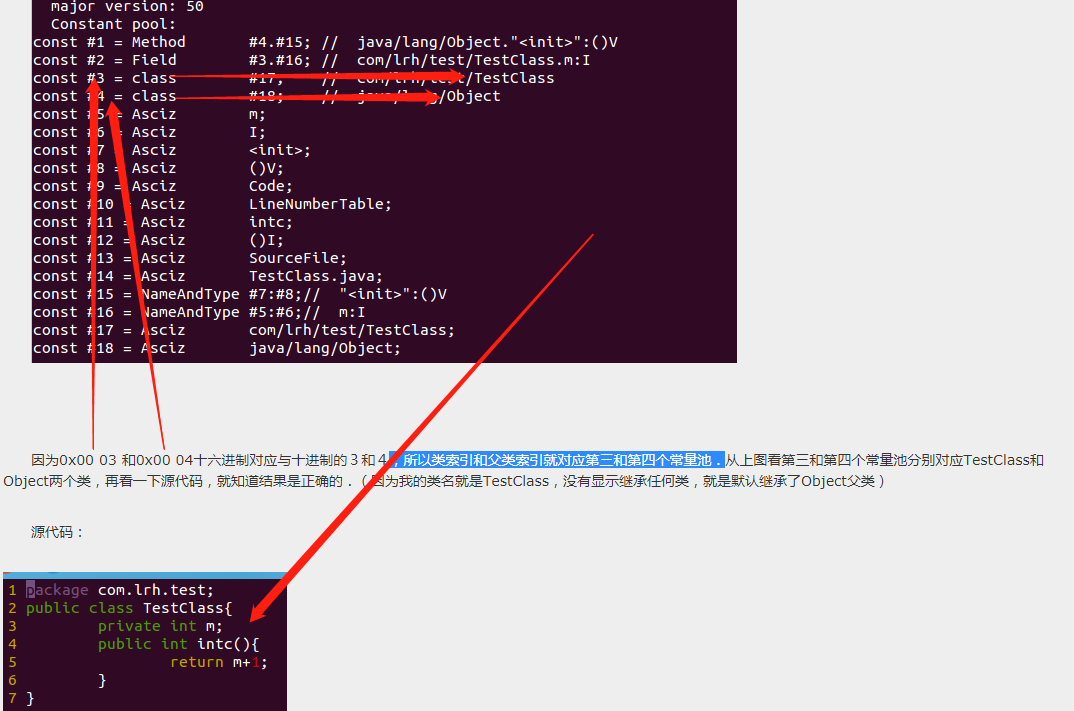 major version: 50
Constant pool:
const #1 = Method #4.#15; // java/lang/Object."<init>":()V
const #2 = Field #3.#16; // com/lrh/test/TestClass.m:I
const #3 = class #17; // com/lrh/test/TestClass
const #4 = class #18; // java/lang/Object
const #5 = Asciz m;
const #6 = Asciz I;
const #7 = Asciz <init>;
const #8 = Asciz ()V;
const #9 = Asciz Code;
const #10 = Asciz LineNumberTable;
const #11 = Asciz intc;
const #12 = Asciz ()I;
const #13 = Asciz SourceFile;
const #14 = Asciz TestClass.java;
const #15 = NameAndType #7:#8;// "<init>":()V
const #16 = NameAndType #5:#6;// m:I
const #17 = Asciz com/lrh/test/TestClass;
const #18 = Asciz java/lang/Object;
因为0x00 03 和0x00 04十六进制对应与十进制的３和４，所以类索引和父类索引就对应第三和第四个常量池．从上图看第三和第四个常量池分别对应TestClass和
Object两个类，再看一下源代码，就知道结果是正确的．（因为我的类名就是TestClass，没有显示继承任何类，就是默认继承了Object父类）
源代码：
1 package com.lrh.test;
2 public class TestClass{
3 private int m;
4 public int intc(){
5 return m+1;
6 }
7 }